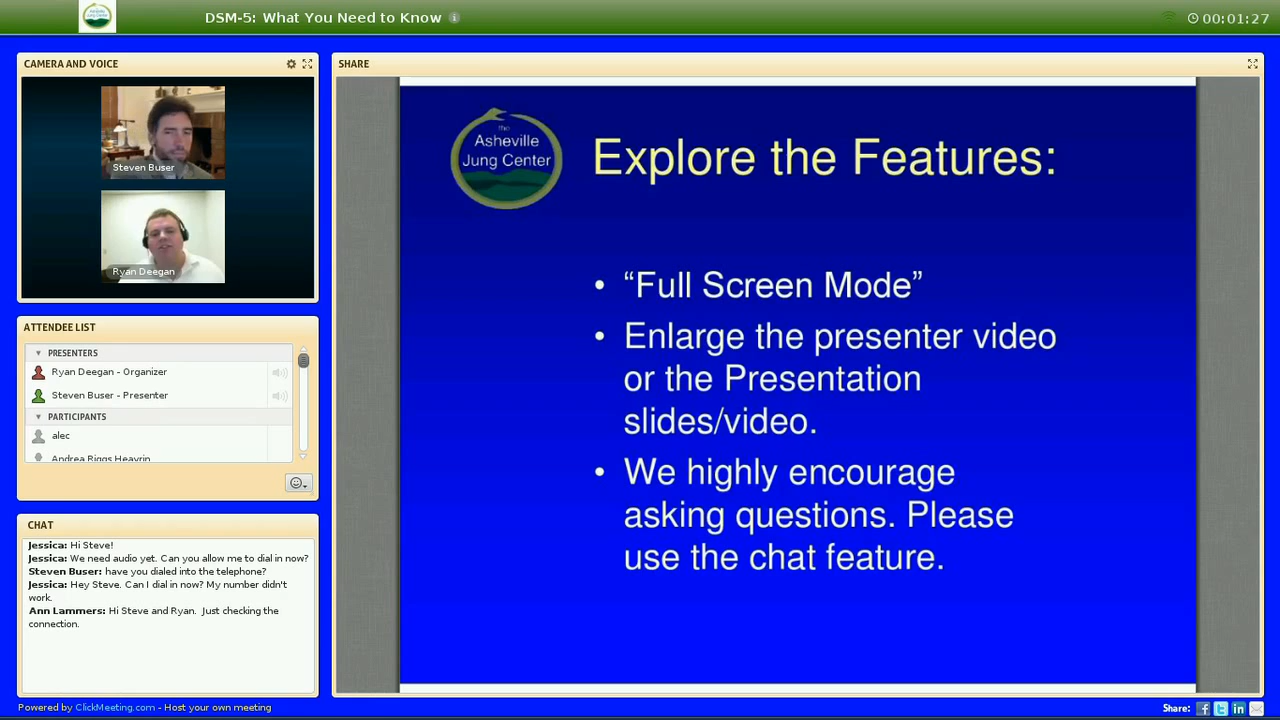 DSM-5: What You Need to Know
00:01:27
CAMERA AND VOICE
Steven Buser
Ryan Deegan
ATTENDEE LIST
PRESENTERS
Ryan Deegan - Organizer
Steven Buser - Presenter
PARTICIPANTS
alec
Andrea Riggs Heavrin
CHAT
Jessica: Hi Steve!
Jessica: We need audio yet. Can you allow me to dial in now?
Steven Buser: have you dialed into the telephone?
Jessica: Hey Steve. Can I dial in now? My number didn't
work.
Ann Lammers: Hi Steve and Ryan. Just checking the
connection.
SHARE
the
Asheville
Jung Center
Explore the Features:
• “Full Screen Mode”
• Enlarge the presenter video
or the Presentation
slides/video.
• We highly encourage
asking questions. Please
use the chat feature.
Powered by ClickMeeting.com - Host your own meeting
Share: